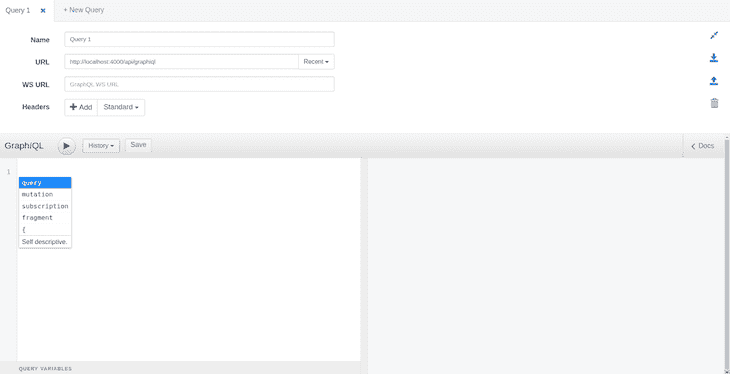 Query 1 × + New Query
Name Query 1
URL http://localhost:4000/api/graphiql Recent
WS URL GraphQL WS URL
Headers + Add Standard
GraphiQL History Save < Docs
1
query
mutation
subscription
fragment
{
Self descriptive.
QUERY VARIABLES